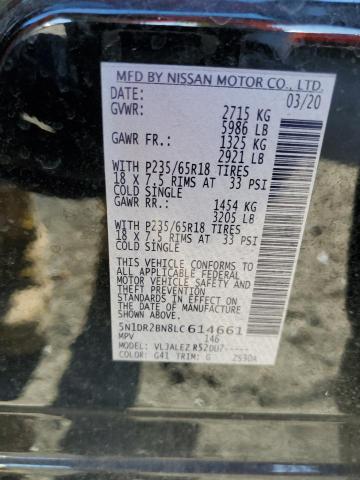 MFD BY NISSAN MOTOR CO., LTD.
DATE: 03/20
GVWR: 2715 KG
5986 LB
GAWR FR.: 1325 KG
2921 LB
WITH P235/65R18 TIRES
18 X 7.5 RIMS AT 33 PSI
COLD SINGLE
GAWR RR.: 1454 KG
3205 LB
WITH P235/65R18 TIRES
18 X 7.5 RIMS AT 33 PSI
COLD SINGLE
THIS VEHICLE CONFORMS TO
ALL APPLICABLE FEDERAL
MOTOR VEHICLE SAFETY AND
THEFT PREVENTION
STANDARDS IN EFFECT ON
THE DATE OF MANUFACTURE
SHOWN ABOVE.
5N1DR2BN8LC614661
MPV 146
MODEL: VLJALEZ R52UU7-----
COLOR: G41 TRIM: G